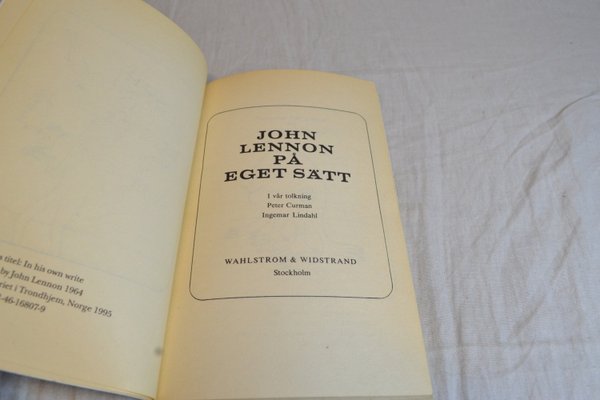 titel: In his own write
by John Lennon 1964
i Trondhjem, Norge 1995
46-16807-9
JOHN
LENNON
PÅ
EGET SÄTT
I vår tolkning
Peter Curman
Ingemar Lindahl
WAHLSTRÖM & WIDSTRAND
Stockholm